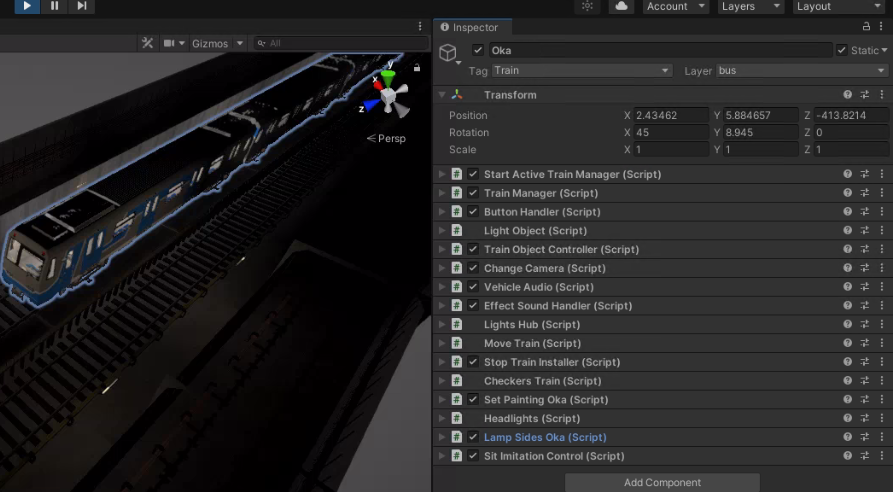 Account
Layers
Layout
Gizmos
All
y
x
z
Persp
Inspector
Oka
Static
Tag Train Layer bus
Transform
Position X 2.43462 Y 5.884657 Z -413.8214
Rotation X 45 Y 8.945 Z 0
Scale X 1 Y 1 Z 1
# Start Active Train Manager (Script)
# Train Manager (Script)
# Button Handler (Script)
# Light Object (Script)
# Train Object Controller (Script)
# Change Camera (Script)
# Vehicle Audio (Script)
# Effect Sound Handler (Script)
# Lights Hub (Script)
# Move Train (Script)
# Stop Train Installer (Script)
# Checkers Train (Script)
# Set Painting Oka (Script)
# Headlights (Script)
# Lamp Sides Oka (Script)
# Sit Imitation Control (Script)
Add Component